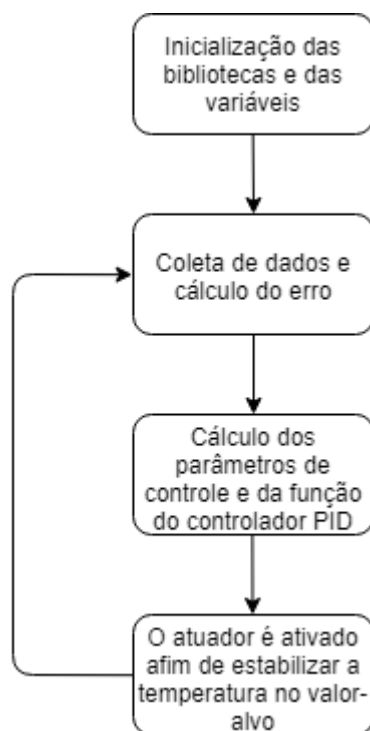 Inicialização das
bibliotecas e das
variáveis
Coleta de dados e
cálculo do erro
Cálculo dos
parâmetros de
controle e da função
do controlador PID
O atuador é ativado
afim de estabilizar a
temperatura no valor-
alvo